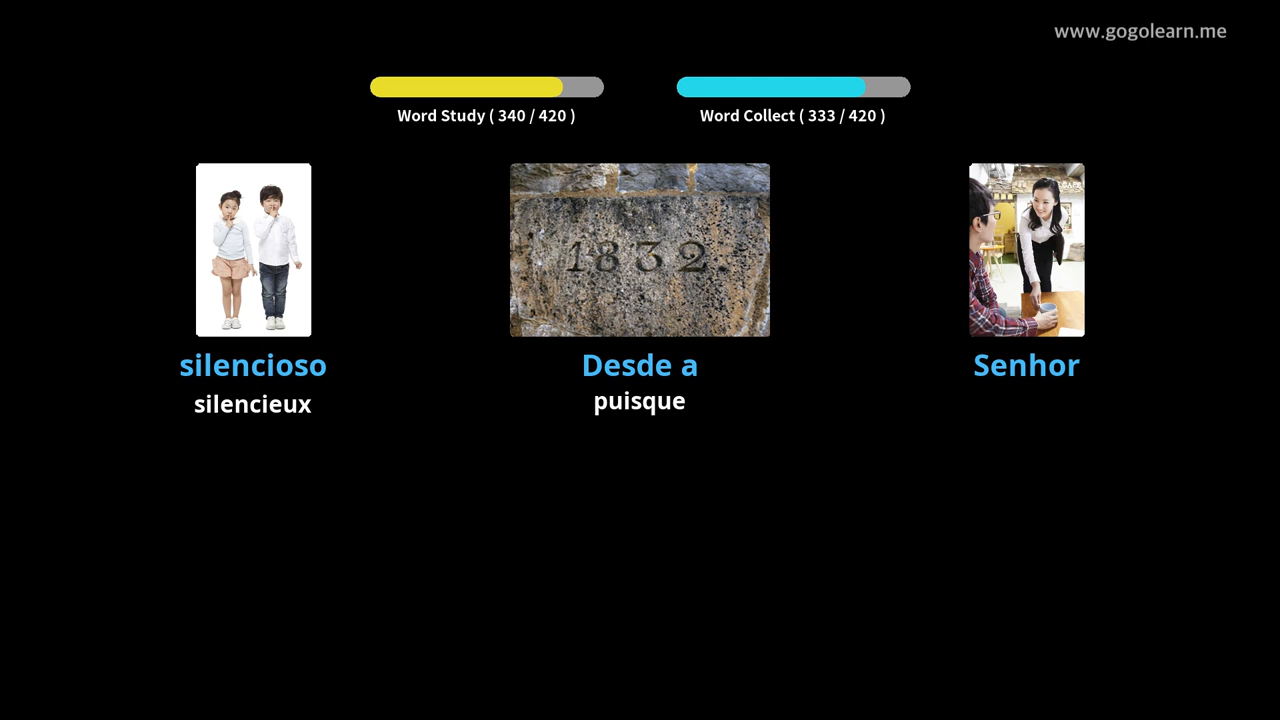 www.gogolearn.me
Word Study ( 340 / 420 )
Word Collect ( 333 / 420 )
1832.
silencioso
Desde a
Senhor
silencieux
puisque